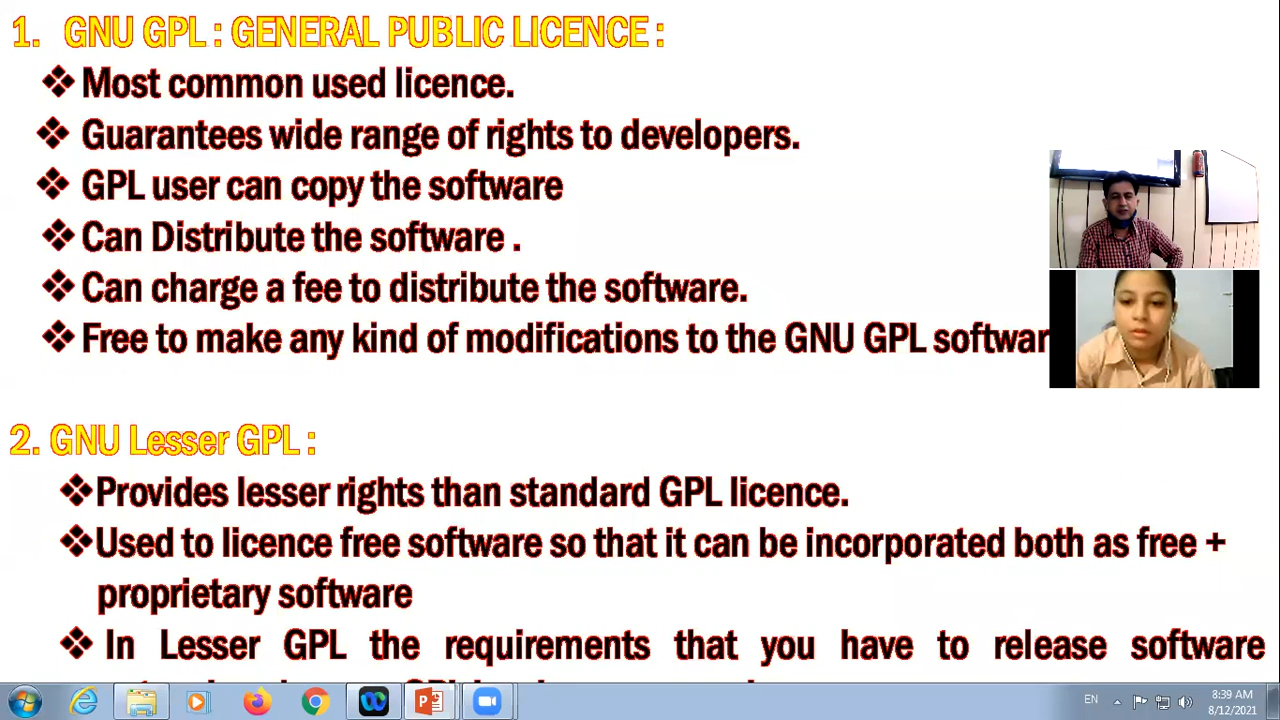 1. GNU GPL : GENERAL PUBLIC LICENCE :
❖ Most common used licence.
❖ Guarantees wide range of rights to developers.
❖ GPL user can copy the software
❖ Can Distribute the software .
❖ Can charge a fee to distribute the software.
❖ Free to make any kind of modifications to the GNU GPL softwar
2. GNU Lesser GPL :
❖Provides lesser rights than standard GPL licence.
❖Used to licence free software so that it can be incorporated both as free +
proprietary software
❖ In Lesser GPL the requirements that you have to release software
EN
8:39 AM
8/12/2021